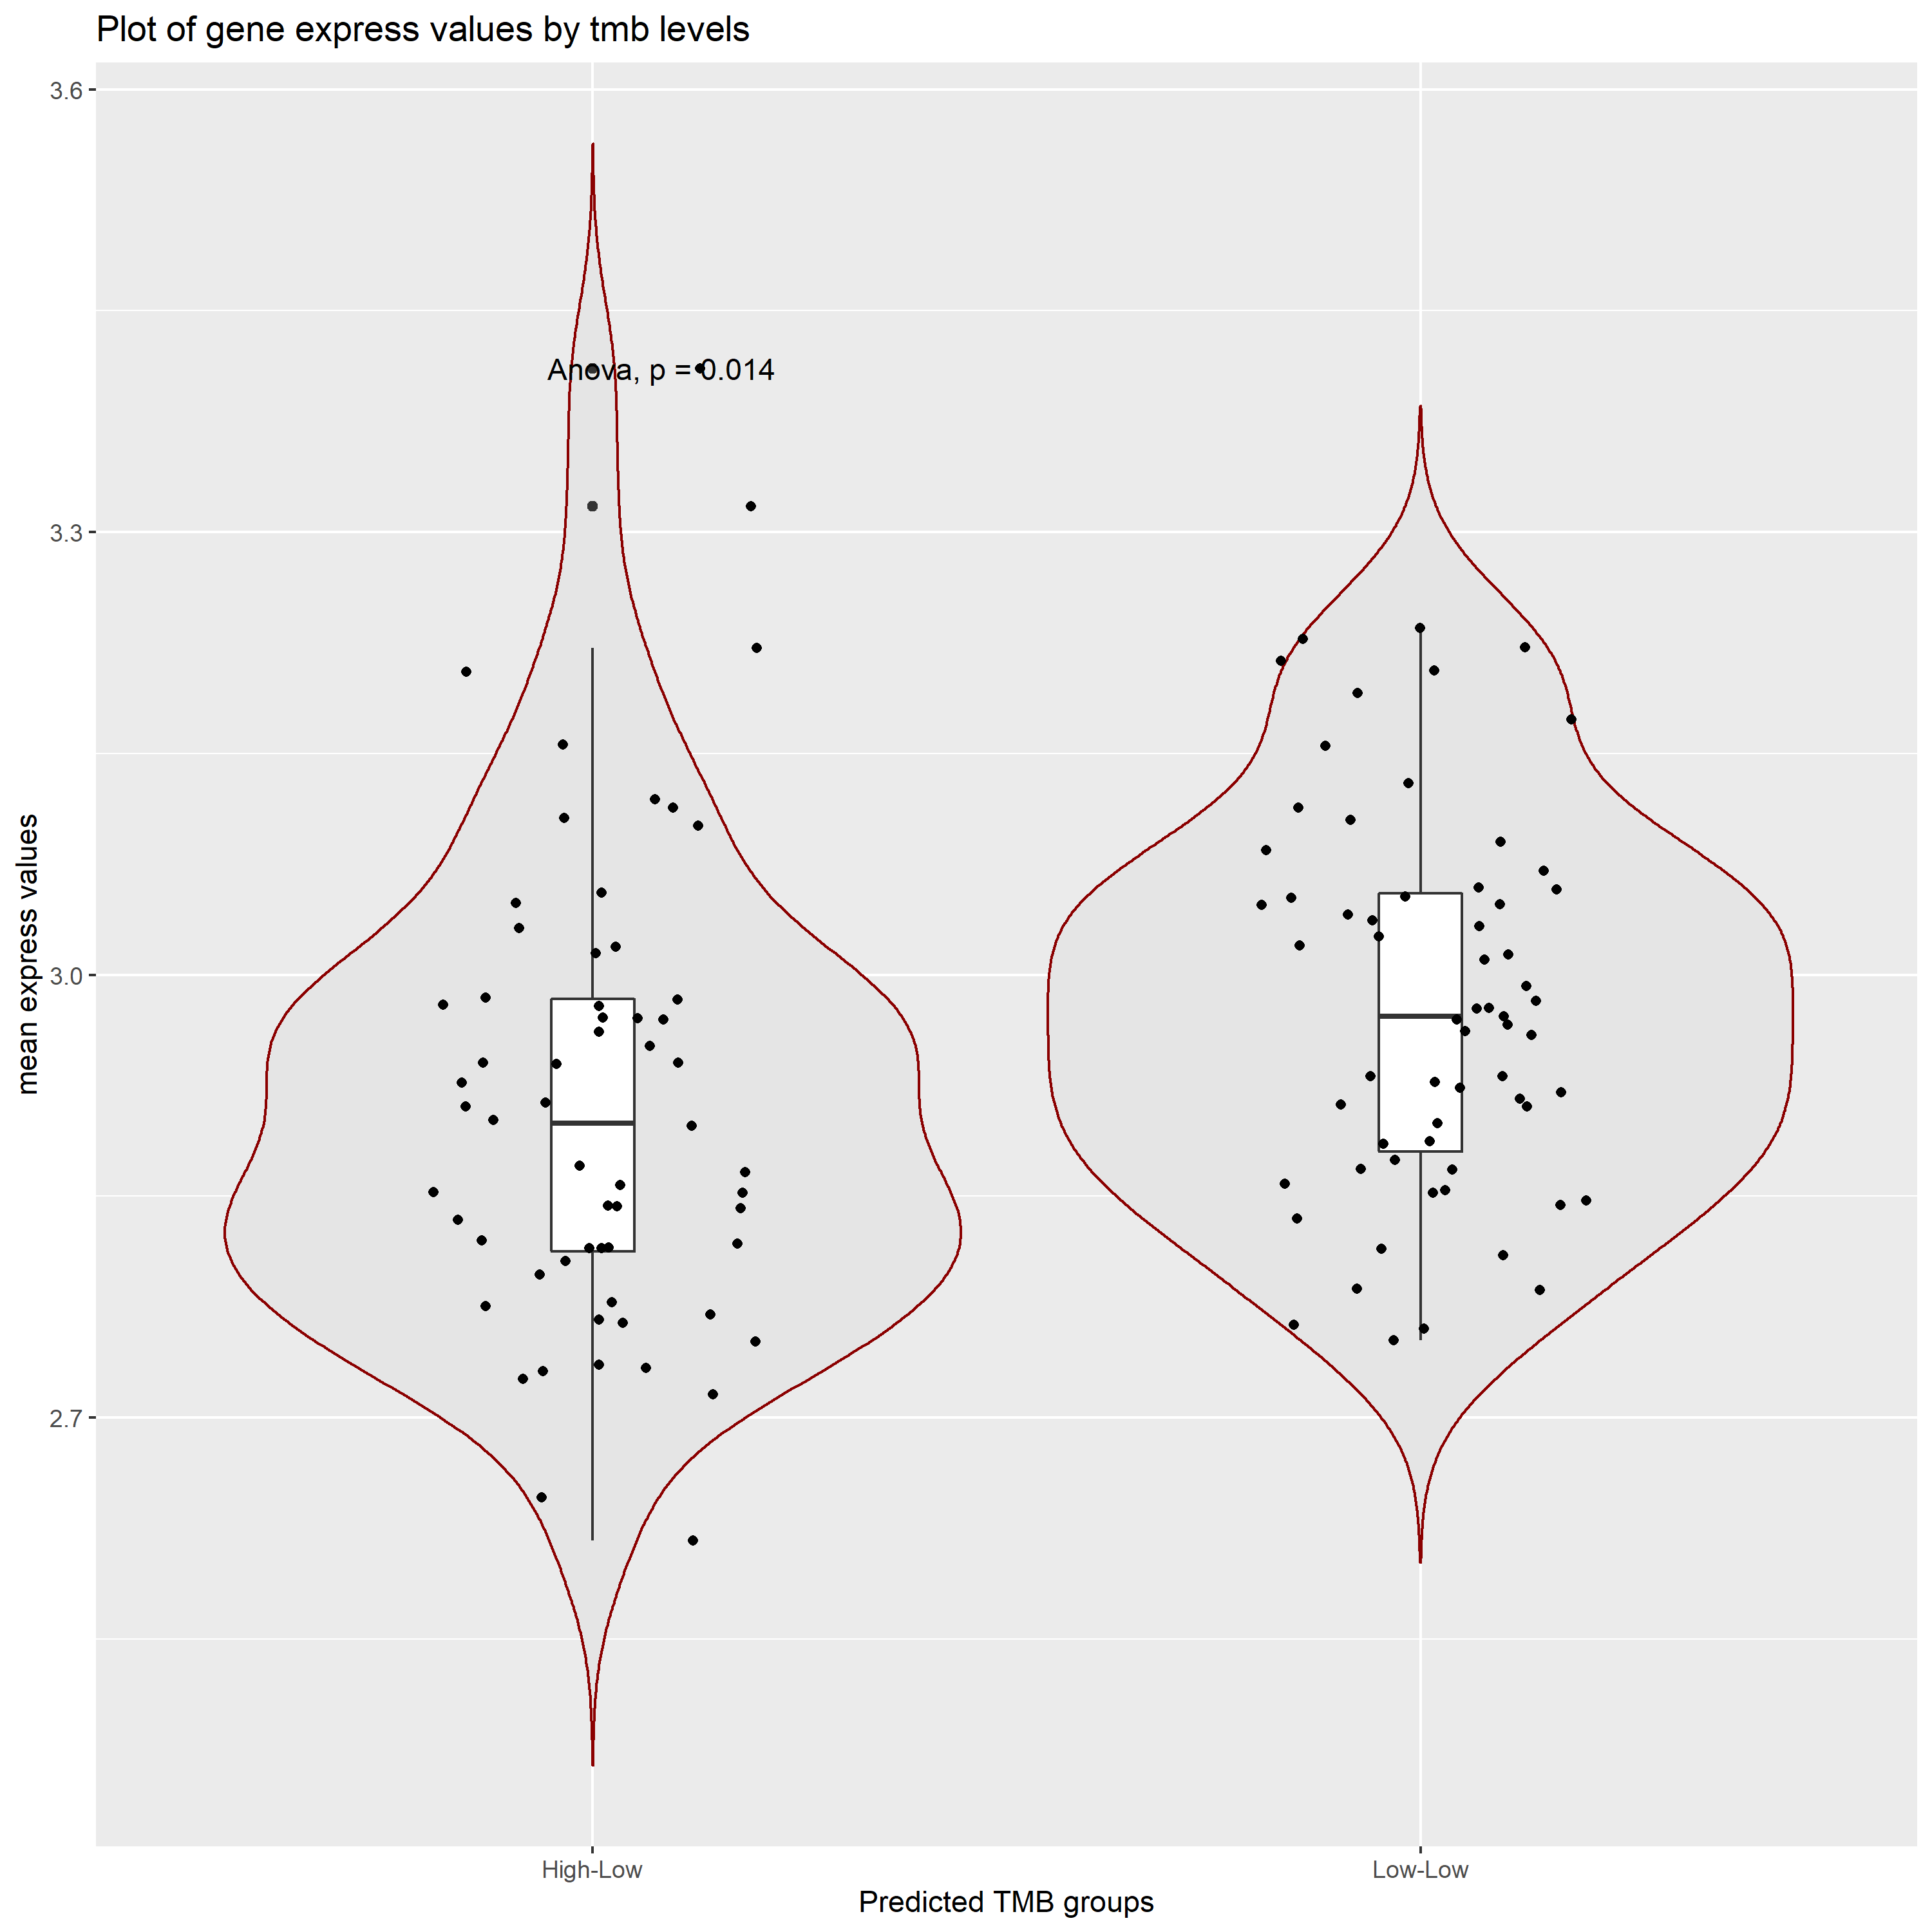 Plot of gene express values by tmb levels
3.6
Anova, p = 0.014
3.3
mean express values
3.0
2.7
High-Low
Low-Low
Predicted TMB groups